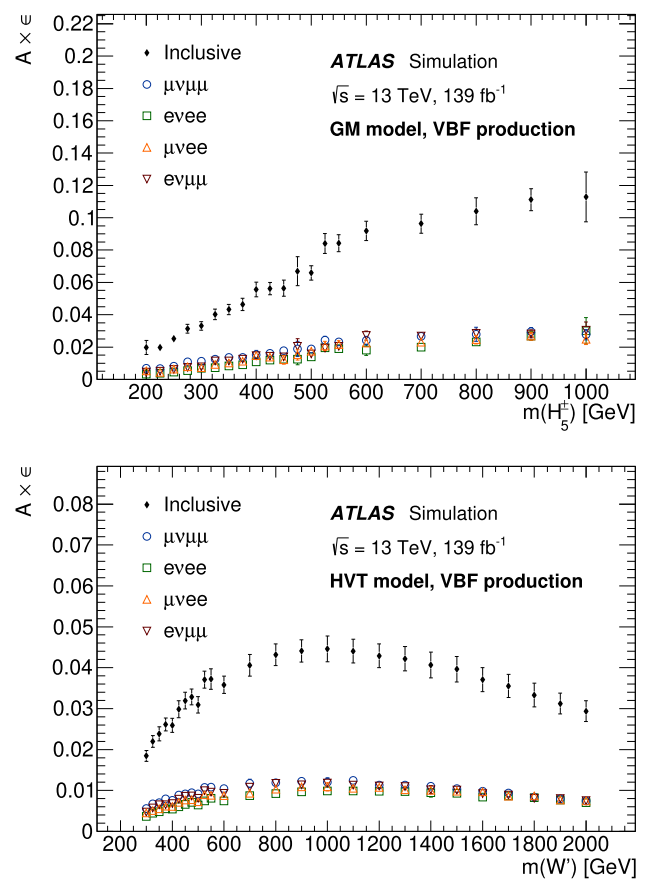 A × ϵ
0.22
0.2
0.18
0.16
0.14
0.12
0.1
0.08
0.06
0.04
0.02
0
Inclusive
μνμμ
eνee
μνee
eνμμ
ATLAS Simulation
√s = 13 TeV, 139 fb⁻¹
GM model, VBF production
200 300 400 500 600 700 800 900 1000
m(H₅±) [GeV]
A × ϵ
0.08
0.07
0.06
0.05
0.04
0.03
0.02
0.01
0
Inclusive
μνμμ
eνee
μνee
eνμμ
ATLAS Simulation
√s = 13 TeV, 139 fb⁻¹
HVT model, VBF production
200 400 600 800 1000 1200 1400 1600 1800 2000
m(W') [GeV]